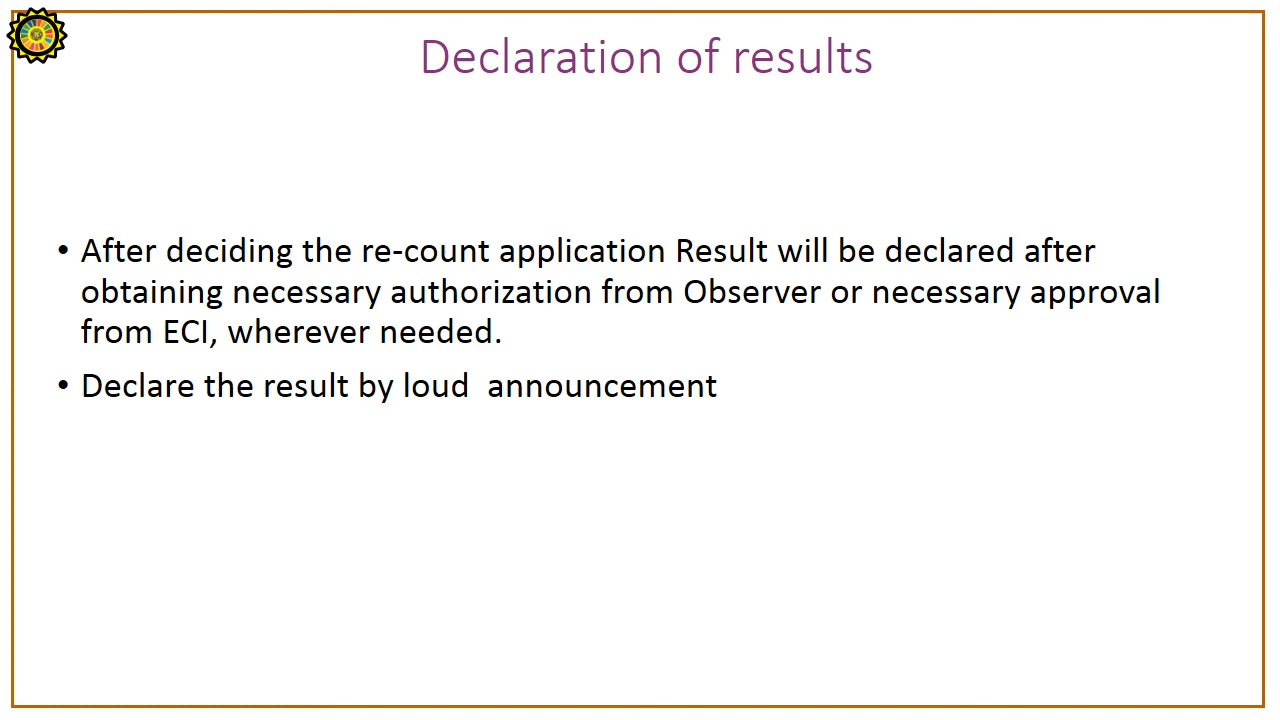 Declaration of results
• After deciding the re-count application Result will be declared after
obtaining necessary authorization from Observer or necessary approval
from ECI, wherever needed.
• Declare the result by loud  announcement